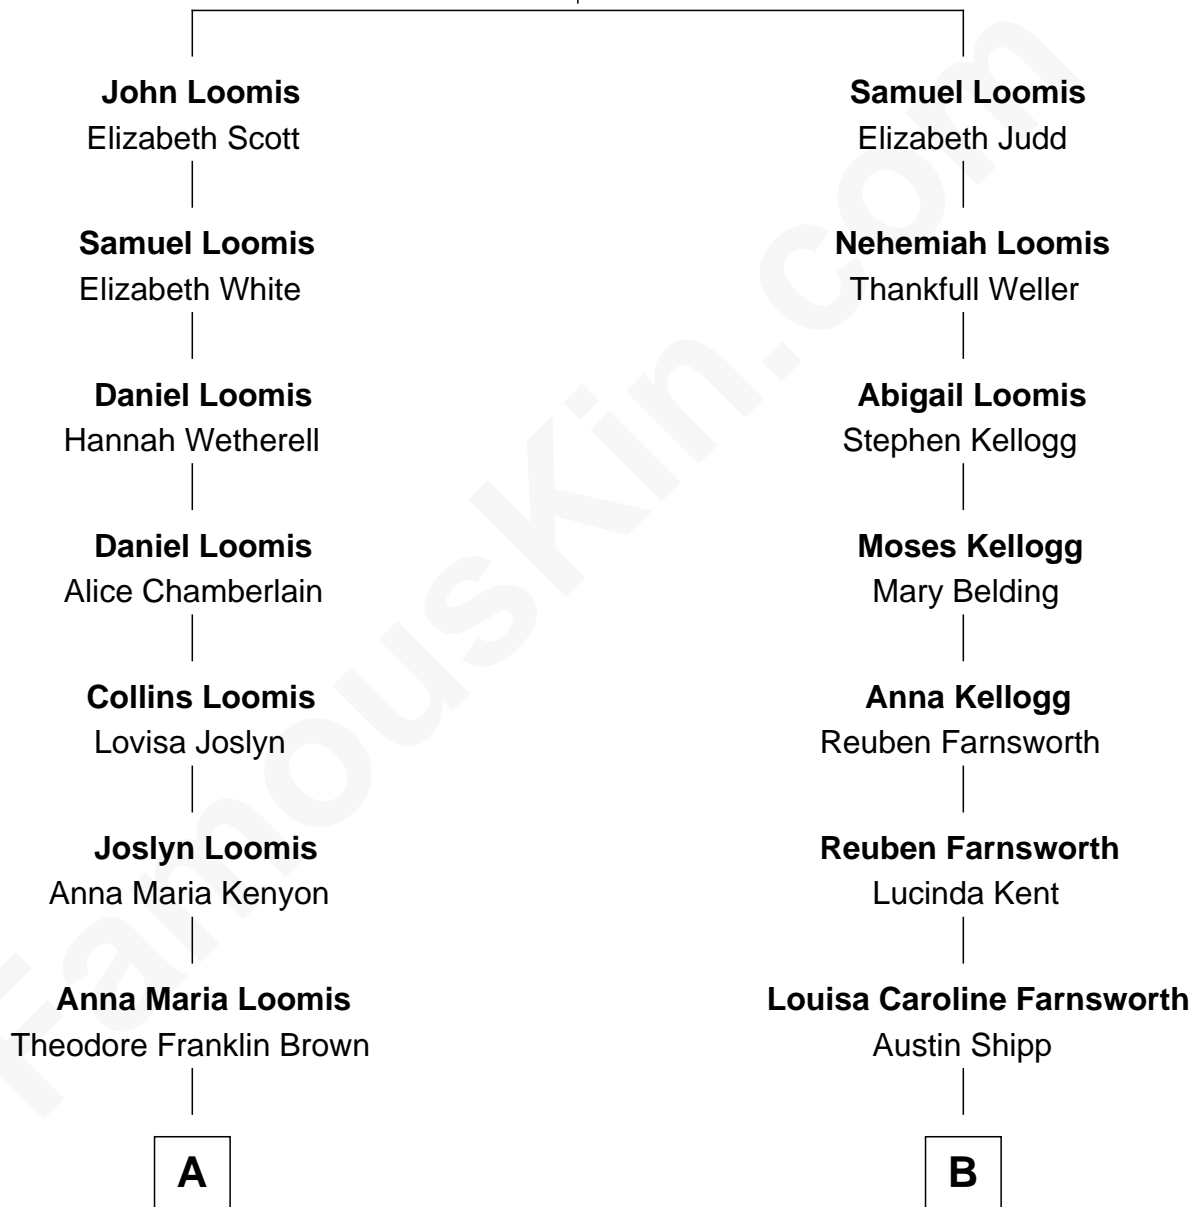 John Loomis
Elizabeth Scott
Samuel Loomis
Elizabeth White
Daniel Loomis
Hannah Wetherell
Daniel Loomis
Alice Chamberlain
Collins Loomis
Lovisa Joslyn
Joslyn Loomis
Anna Maria Kenyon
Anna Maria Loomis
Theodore Franklin Brown
A
Samuel Loomis
Elizabeth Judd
Nehemiah Loomis
Thankfull Weller
Abigail Loomis
Stephen Kellogg
Moses Kellogg
Mary Belding
Anna Kellogg
Reuben Farnsworth
Reuben Farnsworth
Lucinda Kent
Louisa Caroline Farnsworth
Austin Shipp
B
FamousKin.com